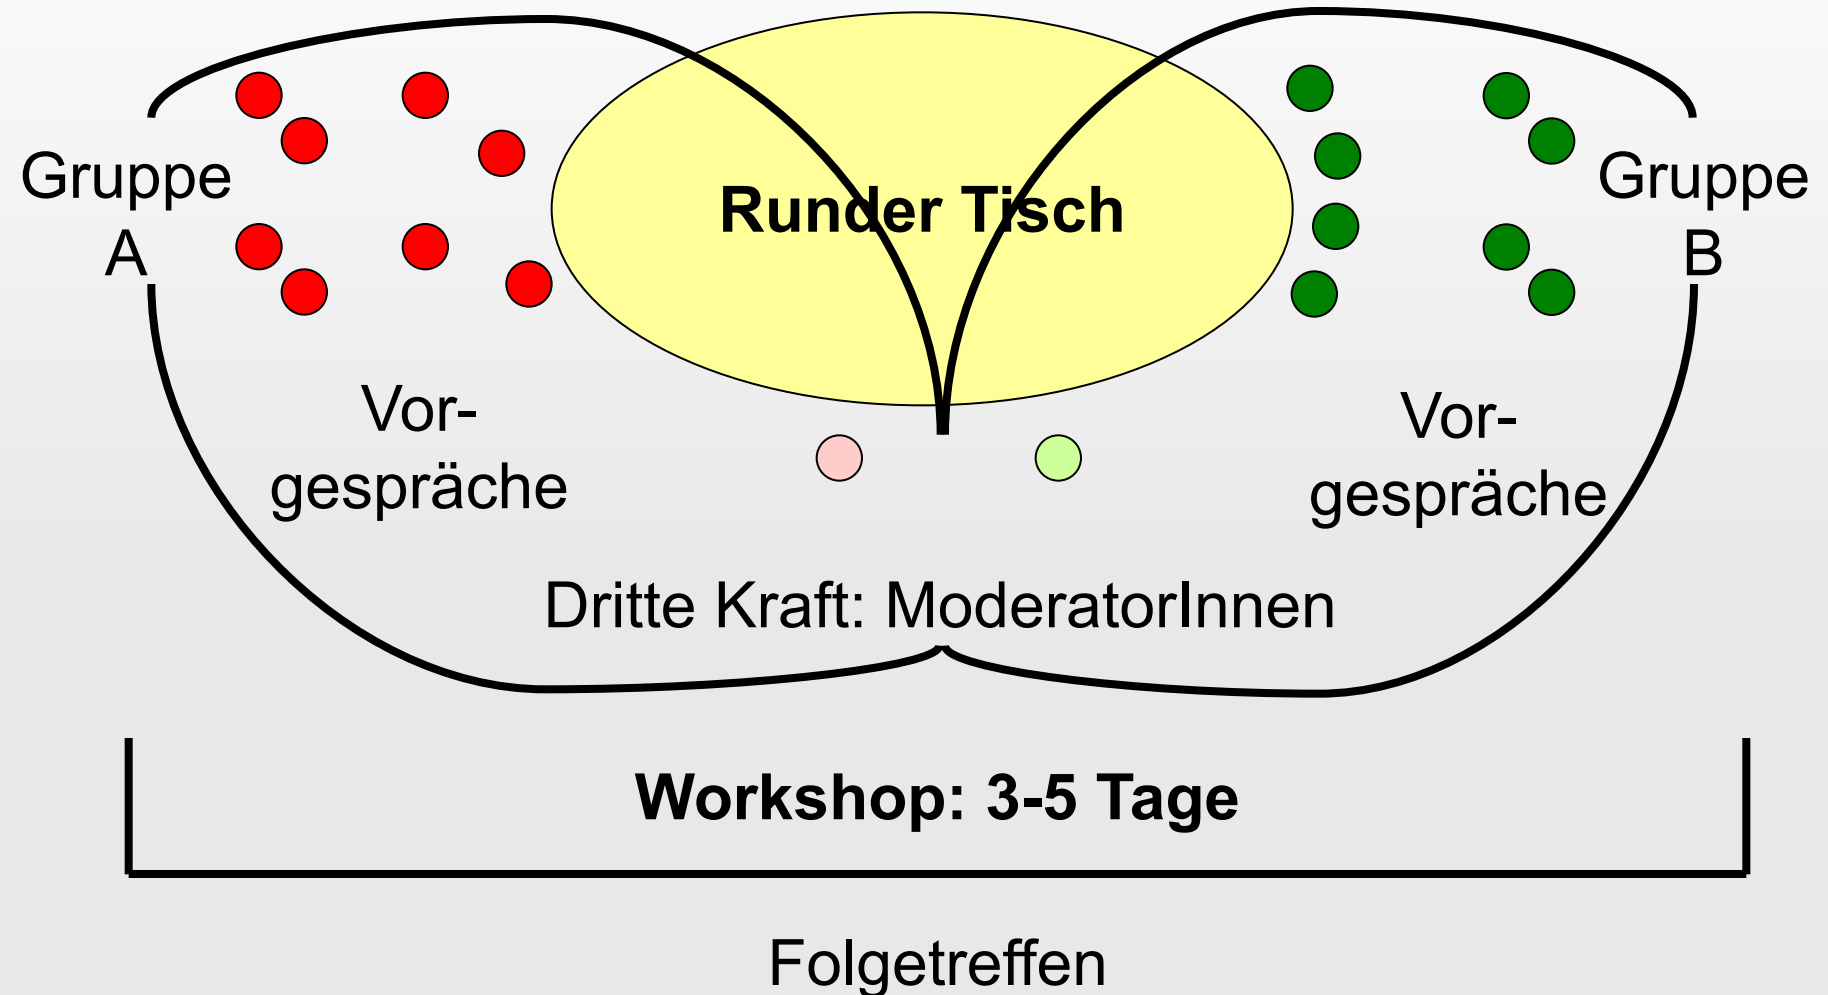 Gruppe
A
Runder Tisch
Gruppe
B
Vor-
gespräche
Vor-
gespräche
Dritte Kraft: ModeratorInnen
Workshop: 3-5 Tage
Folgetreffen